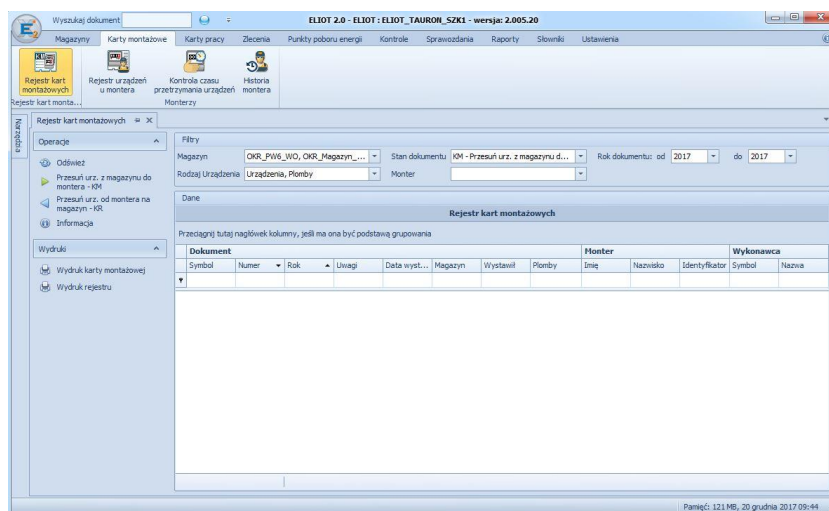 Wyszukaj dokument
ELIOT 2.0 - ELIOT : ELIOT_TAURON_SZK1 - wersja: 2.005.20
Magazyny Karty montażowe Karty pracy Zlecenia Punkty poboru energii Kontrole Sprawozdania Raporty Słowniki Ustawienia
Rejestr kart montażowych
Rejestr urządzeń u montera
Kontrola czasu przetrzymania urządzeń
Historia montera
Rejestr kart monta...
Monterzy
Narzędzia
Rejestr kart montażowych
Operacje
Odśwież
Przesuń urz. z magazynu do
montera - KM
Przesuń urz. od montera na
magazyn - KR
Informacja
Wydruki
Wydruk karty montażowej
Wydruk rejestru
Filtry
Magazyn OKR_PW6_WO, OKR_Magazyn_... Stan dokumentu KM - Przesuń urz. z magazynu d... Rok dokumentu: od 2017 do 2017
Rodzaj Urządzenia Urządzenia, Plomby Monter
Dane
Rejestr kart montażowych
Przeciągnij tutaj nagłówek kolumny, jeśli ma ona być podstawą grupowania
Dokument Monter Wykonawca
Symbol Numer Rok Uwagi Data wyst... Magazyn Wystawił Plomby Imię Nazwisko Identyfikator Symbol Nazwa
Pamięć: 121 MB, 20 grudnia 2017 09:44